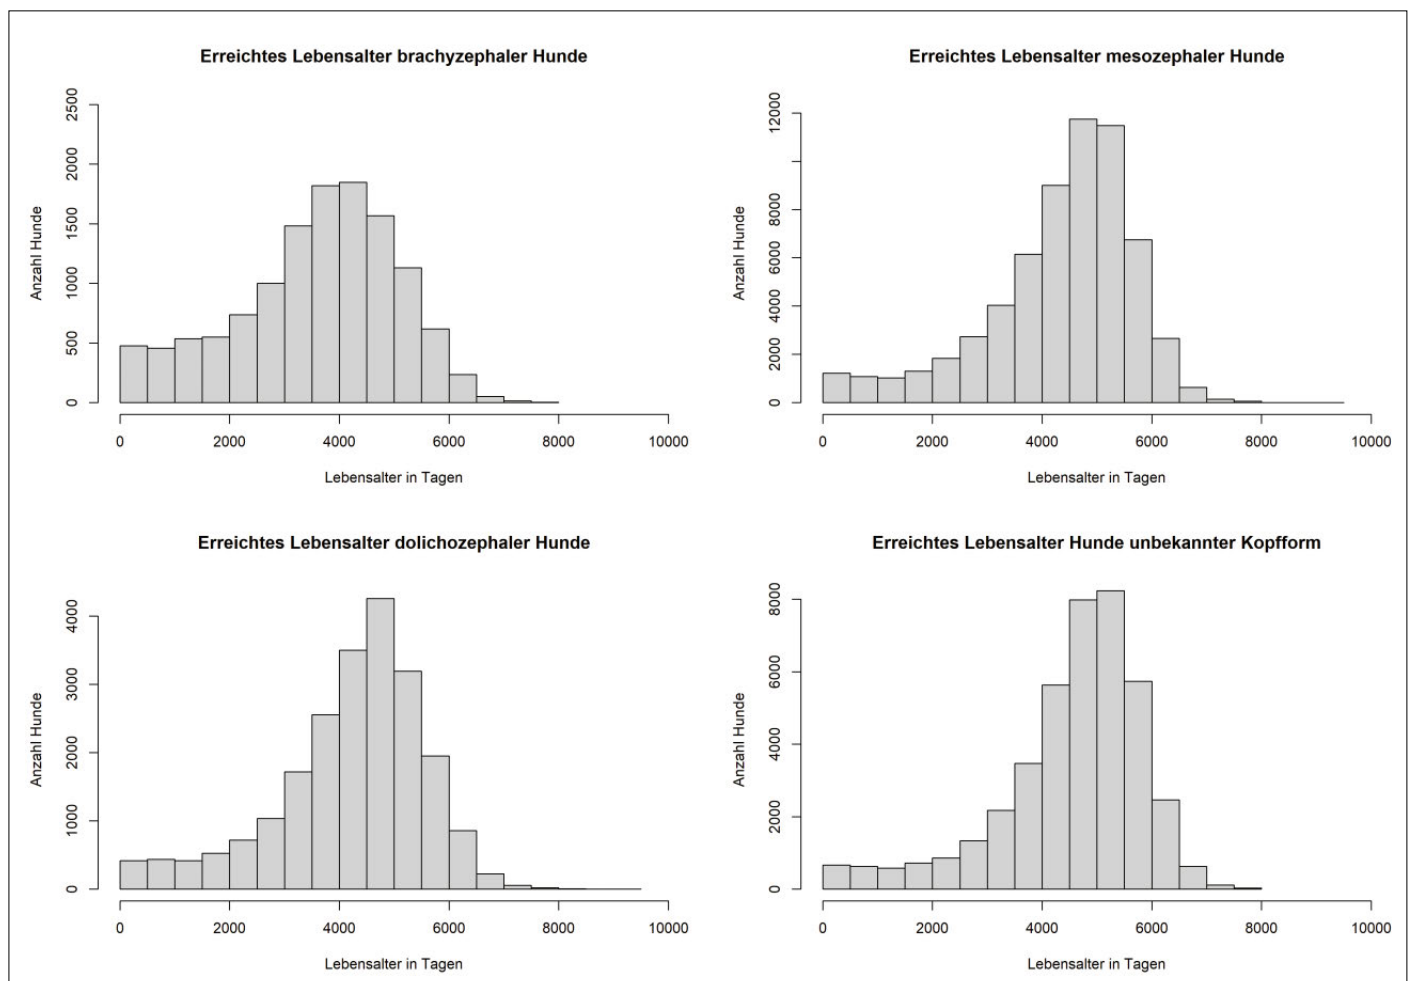 Erreichtes Lebensalter brachyzephaler Hunde
Anzahl Hunde
2500
2000
1500
1000
500
0
0 2000 4000 6000 8000 10000
Lebensalter in Tagen
Erreichtes Lebensalter mesozephaler Hunde
Anzahl Hunde
12000
8000
6000
4000
2000
0
0 2000 4000 6000 8000 10000
Lebensalter in Tagen
Erreichtes Lebensalter dolichozephaler Hunde
Anzahl Hunde
4000
3000
2000
1000
0
0 2000 4000 6000 8000 10000
Lebensalter in Tagen
Erreichtes Lebensalter Hunde unbekannter Kopfform
Anzahl Hunde
8000
6000
4000
2000
0
0 2000 4000 6000 8000 10000
Lebensalter in Tagen